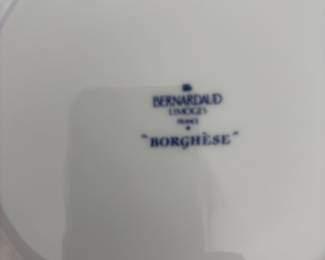 BERNARDAUD
LIMOGES
FRANCE
"BORGHÈSE"